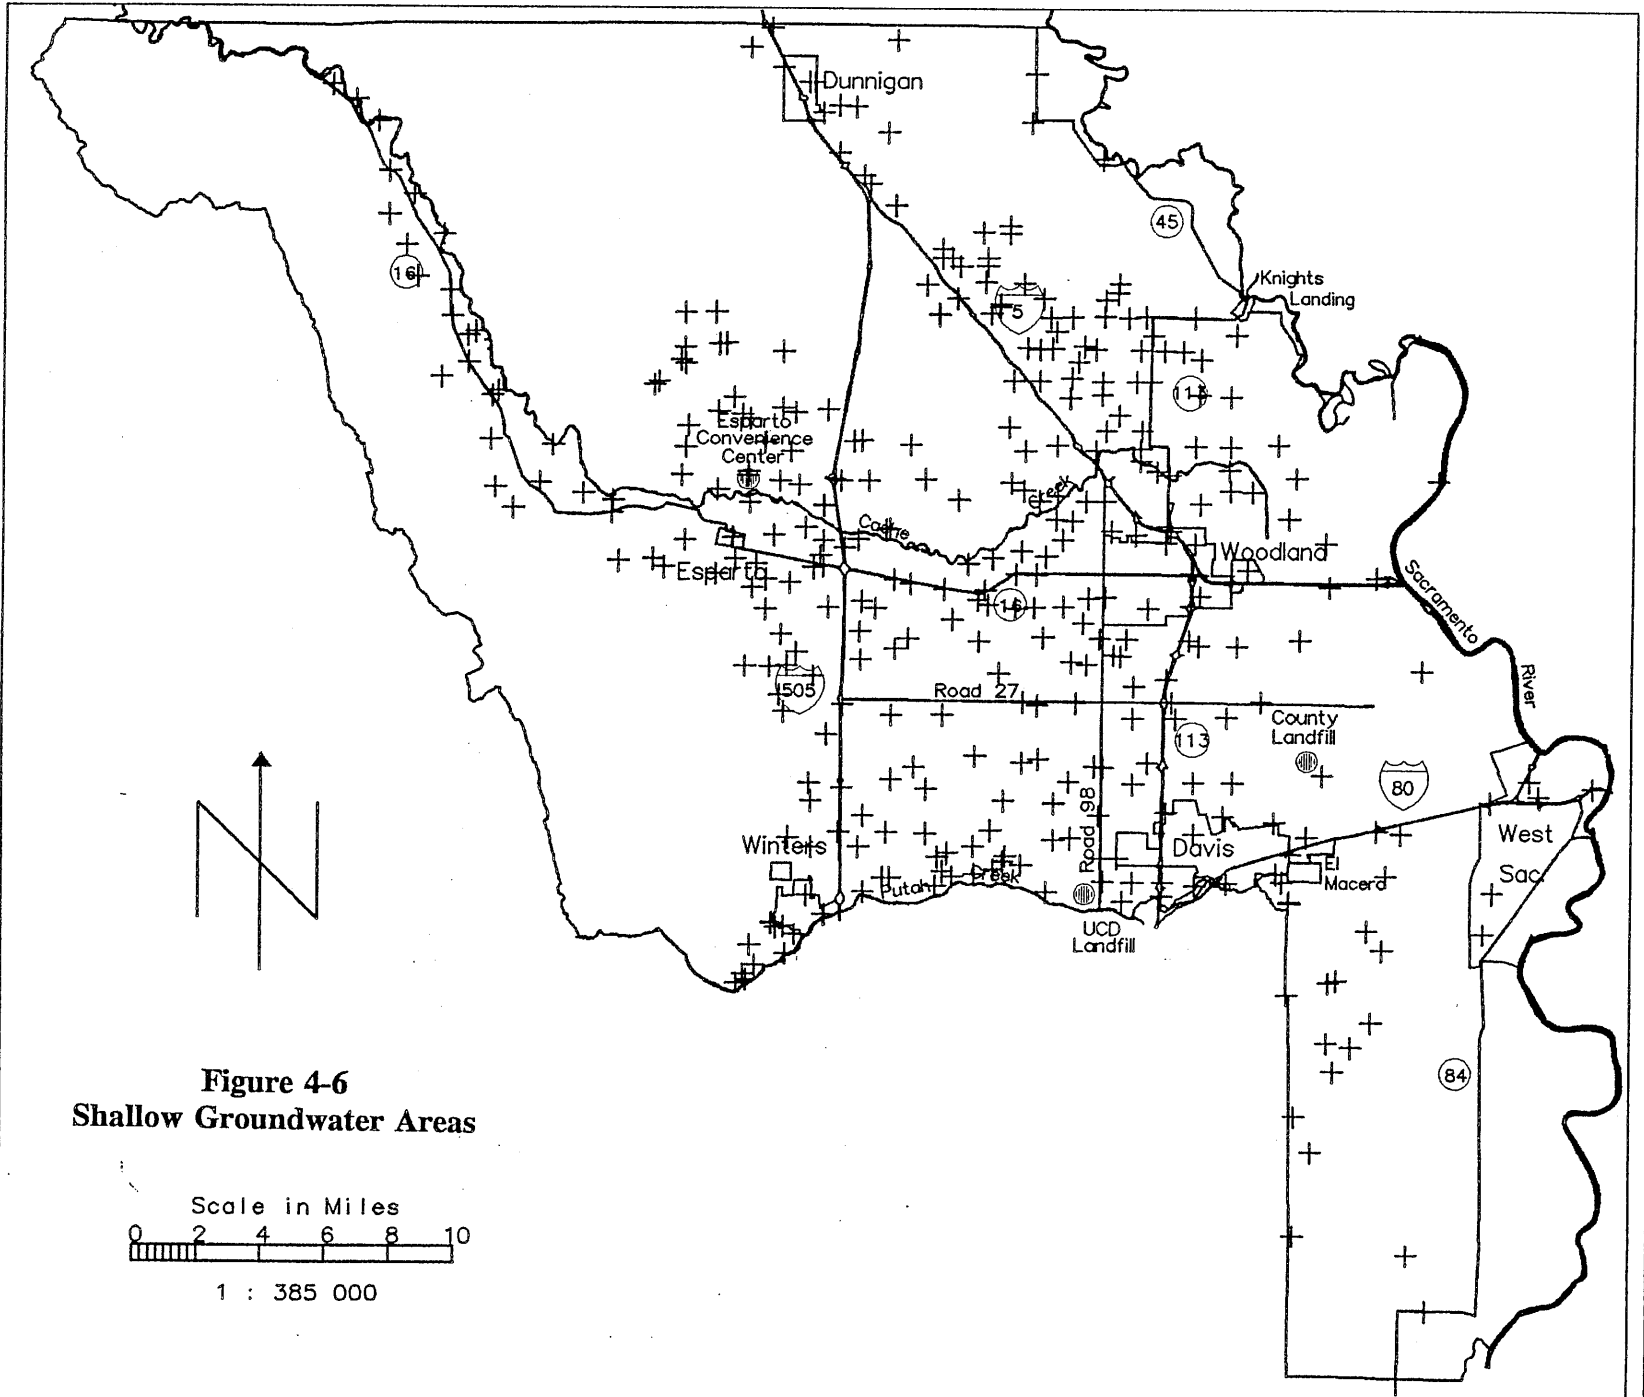 Dunnigan
45
16
Knights
Landing
5
113
Esparto
Convenience
Center
Creek
Cache
Woodland
Esparto
16
Sacramento
River
505
Road 27
County
Landfill
113
80
Road 98
West
Sac.
Winters
Davis
El
Macero
Putah Creek
UCD
Landfill
84
N
Figure 4-6
Shallow Groundwater Areas
Scale in Miles
0 2 4 6 8 10
1 : 385 000